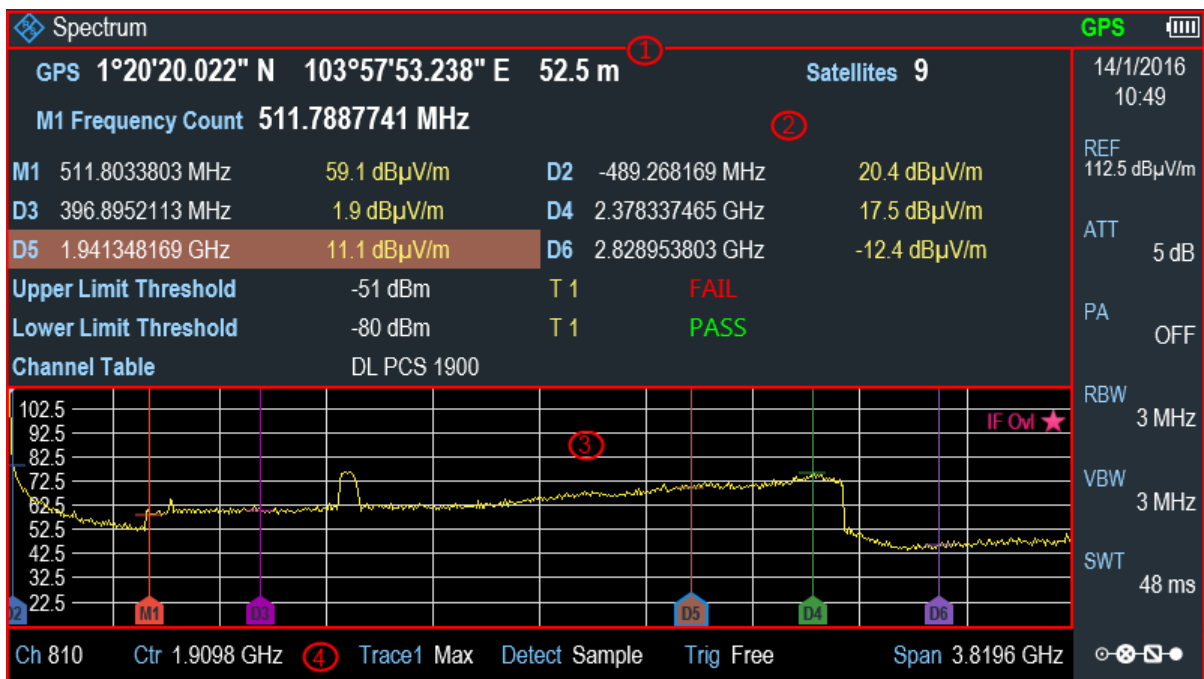 Spectrum GPS
①
GPS 1°20'20.022" N 103°57'53.238" E 52.5 m Satellites 9
14/1/2016
10:49
M1 Frequency Count 511.7887741 MHz
②
M1 511.8033803 MHz 59.1 dBµV/m D2 -489.268169 MHz 20.4 dBµV/m
D3 396.8952113 MHz 1.9 dBµV/m D4 2.378337465 GHz 17.5 dBµV/m
D5 1.941348169 GHz 11.1 dBµV/m D6 2.828953803 GHz -12.4 dBµV/m
Upper Limit Threshold -51 dBm T 1 FAIL
Lower Limit Threshold -80 dBm T 1 PASS
Channel Table DL PCS 1900
REF
112.5 dBµV/m
ATT
5 dB
PA
OFF
RBW
3 MHz
VBW
3 MHz
SWT
48 ms
102.5
IF Ovl
92.5
③
82.5
72.5
62.5
52.5
42.5
32.5
22.5
D2 M1 D3 D5 D4 D6
Ch 810 Ctr 1.9098 GHz ④ Trace1 Max Detect Sample Trig Free Span 3.8196 GHz